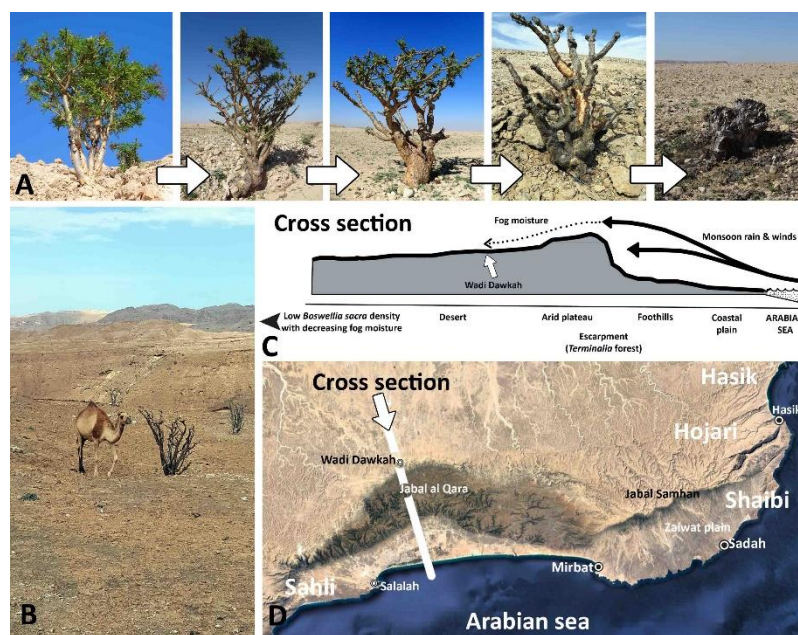 A
B
Cross section
Fog moisture
Monsoon rain & winds
Wadi Dawkah
Low Boswellia sacra density
with decreasing fog moisture
Desert
Arid plateau
Foothills
Coastal
plain
ARABIAN
SEA
Escarpment
(Terminalia forest)
C
Cross section
Hasik
Hasik
Hojari
Wadi Dawkah
Jabal al Qara
Jabal Samhan
Shaibi
Zalwat plain
Sadah
Mirbat
Sahli
Salalah
Arabian sea
D